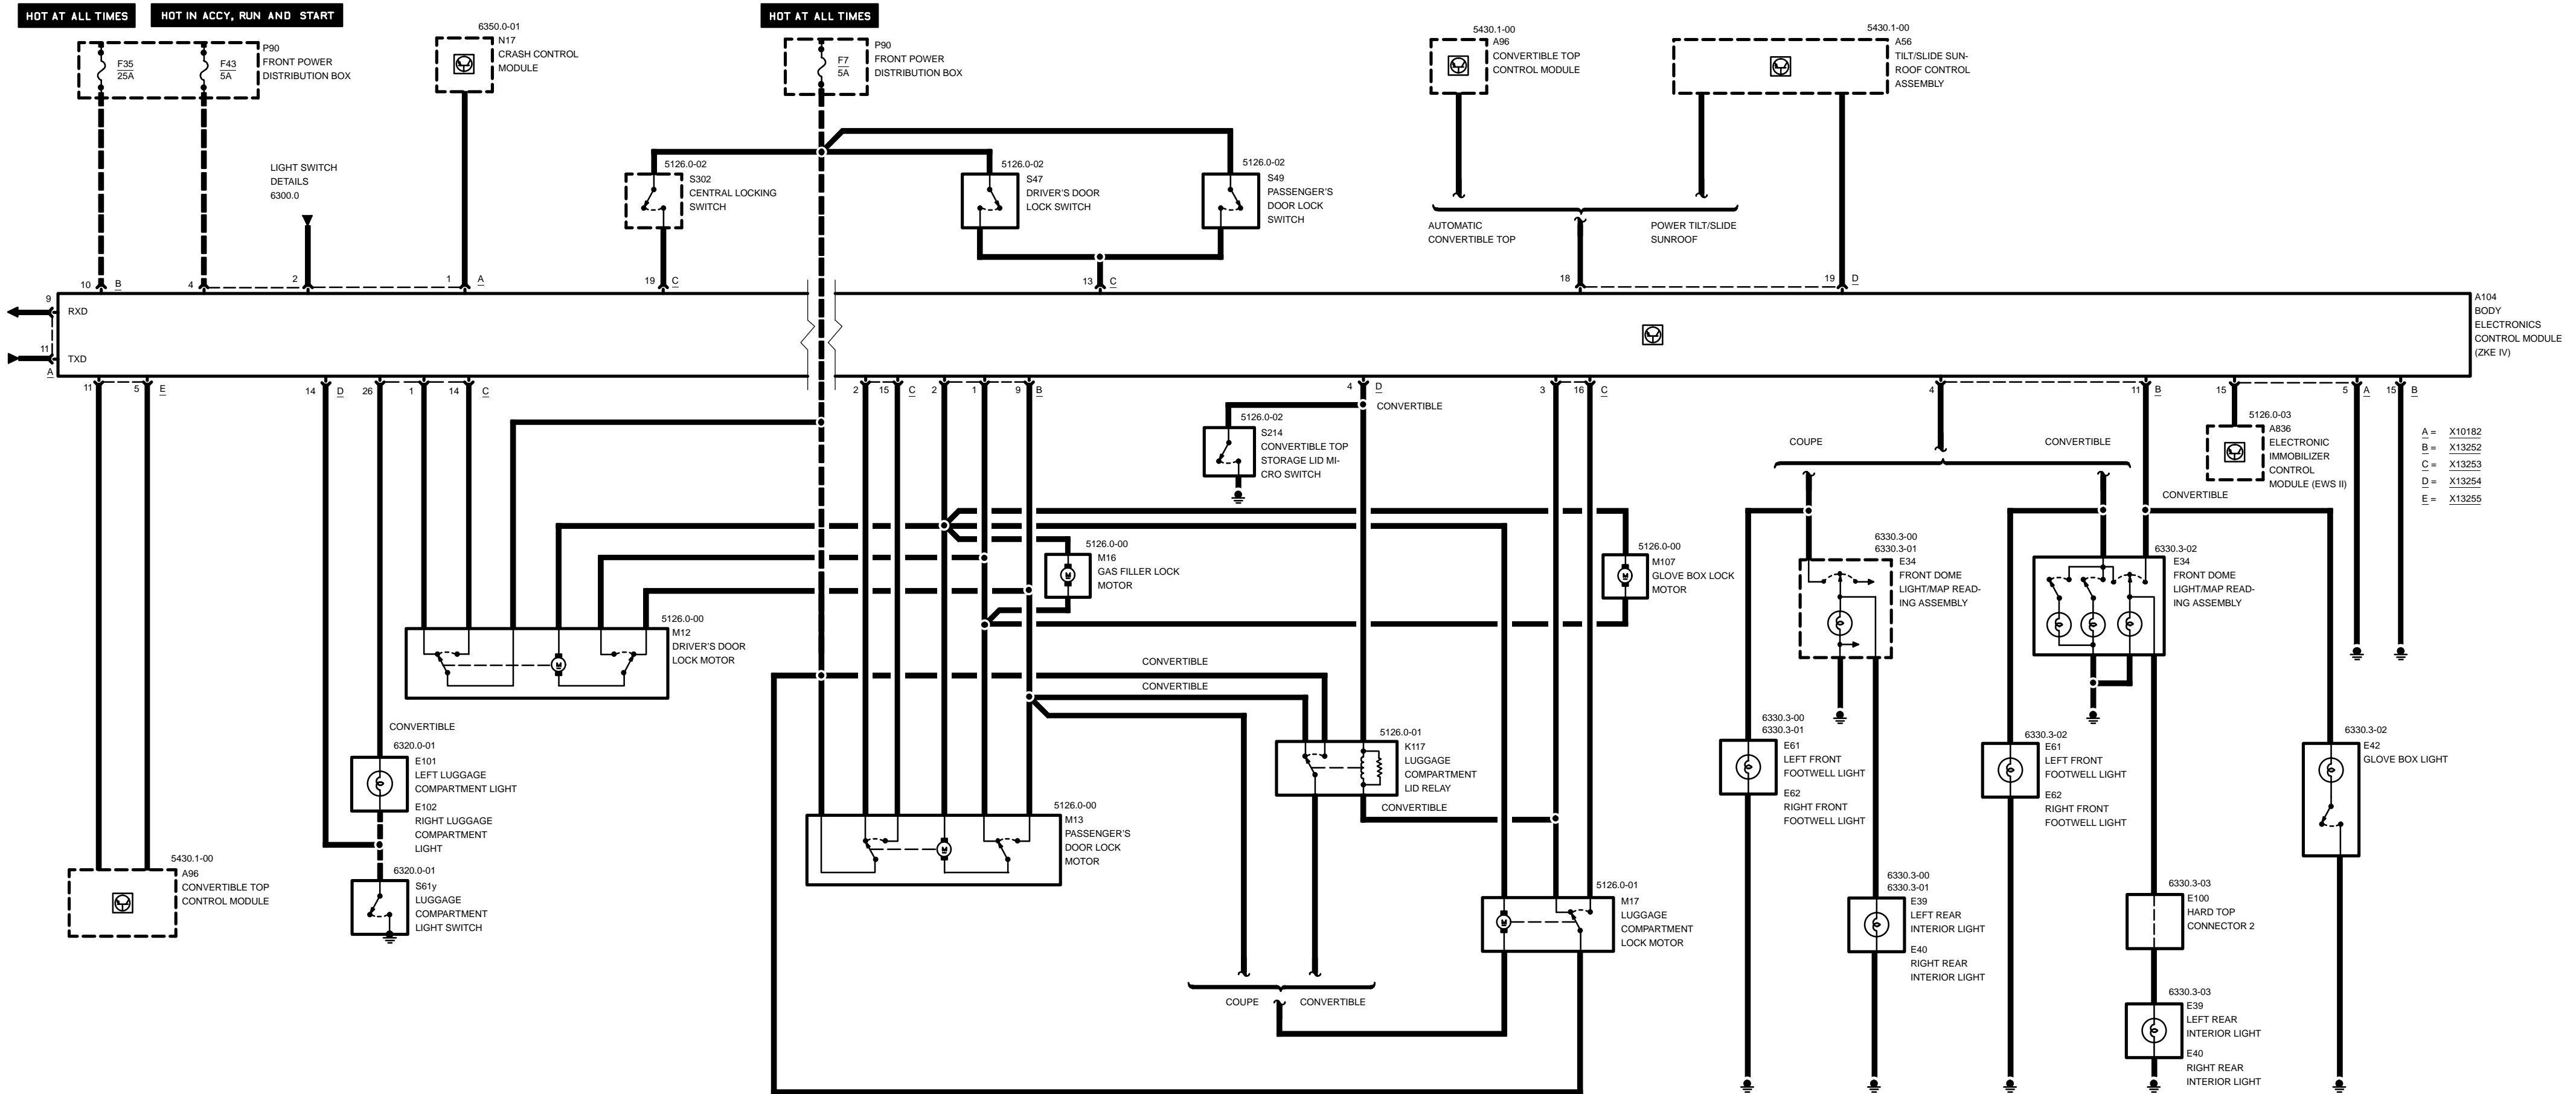 HOT AT ALL TIMES
HOT IN ACCY, RUN AND START
HOT AT ALL TIMES
F35
25A
F43
5A
P90
FRONT POWER
DISTRIBUTION BOX
6350.0-01
N17
CRASH CONTROL
MODULE
F7
5A
P90
FRONT POWER
DISTRIBUTION BOX
5430.1-00
A96
CONVERTIBLE TOP
CONTROL MODULE
5430.1-00
A56
TILT/SLIDE SUN-
ROOF CONTROL
ASSEMBLY
LIGHT SWITCH
DETAILS
6300.0
5126.0-02
S302
CENTRAL LOCKING
SWITCH
5126.0-02
S47
DRIVER'S DOOR
LOCK SWITCH
5126.0-02
S49
PASSENGER'S
DOOR LOCK
SWITCH
AUTOMATIC
CONVERTIBLE TOP
POWER TILT/SLIDE
SUNROOF
10 B
4
2
1 A
19 C
13 C
18
19 D
9
RXD
11
TXD
A
A104
BODY
ELECTRONICS
CONTROL MODULE
(ZKE IV)
11
5 E
14 D
26
1
14 C
2
15 C
2
1
9 B
4 D
3
16 C
4
11 B
15
5 A
15 B
CONVERTIBLE
5126.0-02
S214
CONVERTIBLE TOP
STORAGE LID MI-
CRO SWITCH
COUPE
CONVERTIBLE
5126.0-03
A836
ELECTRONIC
IMMOBILIZER
CONTROL
MODULE (EWS II)
A = X10182
B = X13252
C = X13253
D = X13254
E = X13255
CONVERTIBLE
5126.0-00
M16
GAS FILLER LOCK
MOTOR
M
5126.0-00
M107
GLOVE BOX LOCK
MOTOR
M
6330.3-00
6330.3-01
E34
FRONT DOME
LIGHT/MAP READ-
ING ASSEMBLY
6330.3-02
E34
FRONT DOME
LIGHT/MAP READ-
ING ASSEMBLY
5126.0-00
M12
DRIVER'S DOOR
LOCK MOTOR
M
CONVERTIBLE
CONVERTIBLE
CONVERTIBLE
6320.0-01
E101
LEFT LUGGAGE
COMPARTMENT LIGHT
E102
RIGHT LUGGAGE
COMPARTMENT
LIGHT
5126.0-01
K117
LUGGAGE
COMPARTMENT
LID RELAY
CONVERTIBLE
6330.3-00
6330.3-01
E61
LEFT FRONT
FOOTWELL LIGHT
E62
RIGHT FRONT
FOOTWELL LIGHT
6330.3-02
E61
LEFT FRONT
FOOTWELL LIGHT
E62
RIGHT FRONT
FOOTWELL LIGHT
6330.3-02
E42
GLOVE BOX LIGHT
5126.0-00
M13
PASSENGER'S
DOOR LOCK
MOTOR
M
5430.1-00
A96
CONVERTIBLE TOP
CONTROL MODULE
6320.0-01
S61y
LUGGAGE
COMPARTMENT
LIGHT SWITCH
5126.0-01
M17
LUGGAGE
COMPARTMENT
LOCK MOTOR
M
6330.3-00
6330.3-01
E39
LEFT REAR
INTERIOR LIGHT
E40
RIGHT REAR
INTERIOR LIGHT
6330.3-03
E100
HARD TOP
CONNECTOR 2
COUPE
CONVERTIBLE
6330.3-03
E39
LEFT REAR
INTERIOR LIGHT
E40
RIGHT REAR
INTERIOR LIGHT